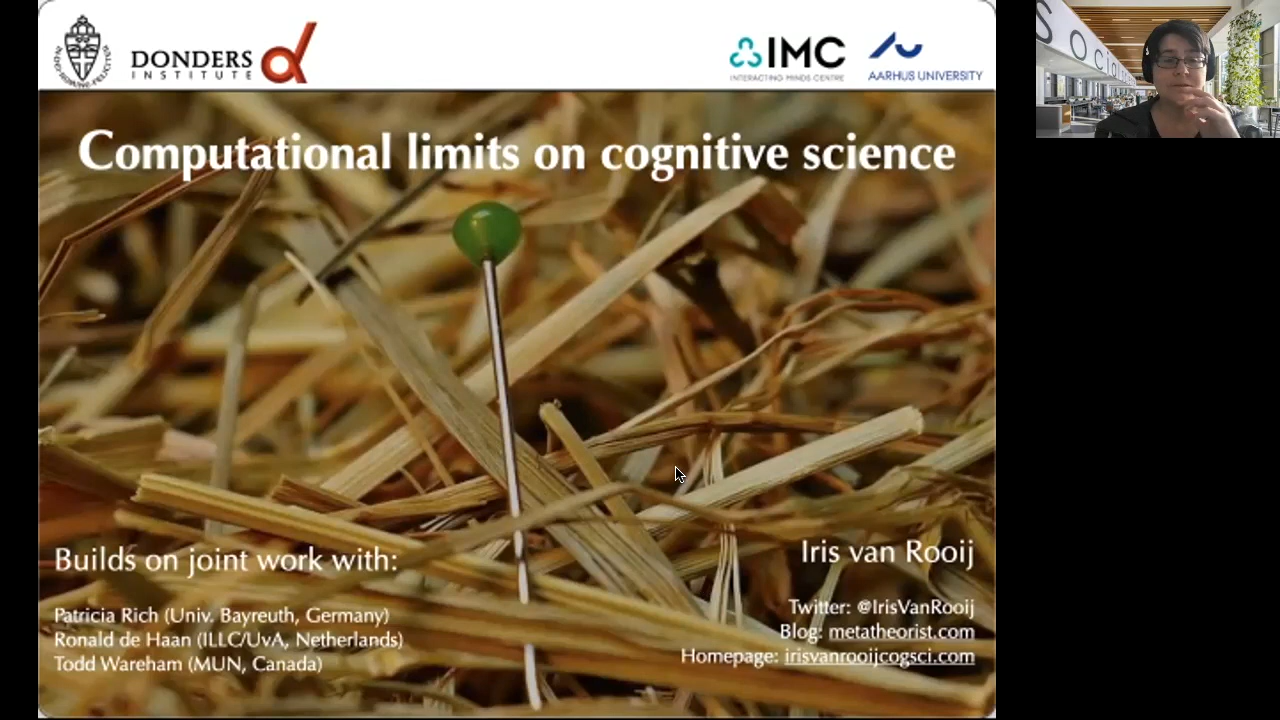 DONDERS
INSTITUTE
IMC
INTERACTING MINDS CENTRE
AARHUS UNIVERSITY
Computational limits on cognitive science
Builds on joint work with:
Patricia Rich (Univ. Bayreuth, Germany)
Ronald de Haan (ILLC/UvA, Netherlands)
Todd Wareham (MUN, Canada)
Iris van Rooij
Twitter: @IrisVanRooij
Blog: metatheorist.com
Homepage: irisvanrooijcogsci.com